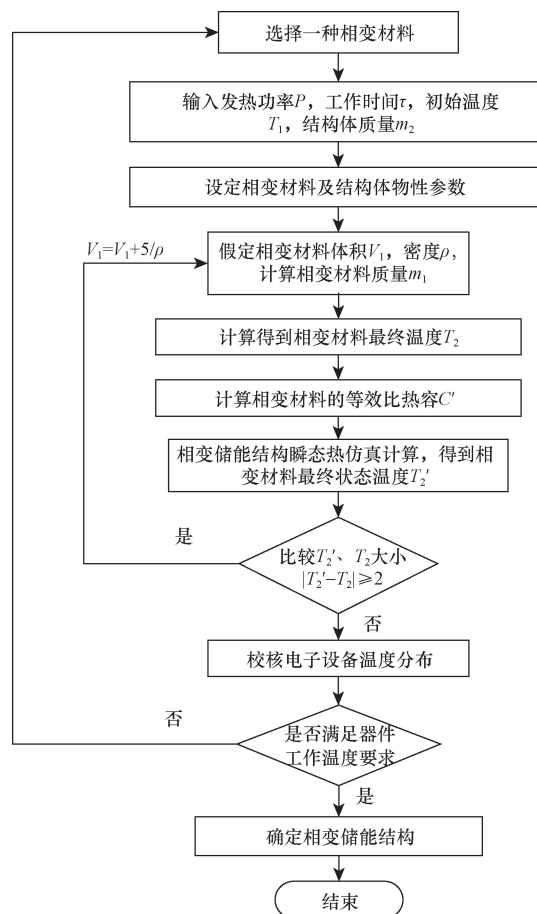 选择一种相变材料
输入发热功率P，工作时间τ，初始温度
T₁，结构体质量m₂
设定相变材料及结构体物性参数
V₁=V₁+5/ρ
假定相变材料体积V₁，密度ρ，
计算相变材料质量m₁
计算得到相变材料最终温度T₂
计算相变材料的等效比热容C′
相变储能结构瞬态热仿真计算，得到相
变材料最终状态温度T₂′
是
比较T₂′、T₂大小
|T₂′−T₂|⩾2
否
校核电子设备温度分布
否
是否满足器件
工作温度要求
是
确定相变储能结构
结束